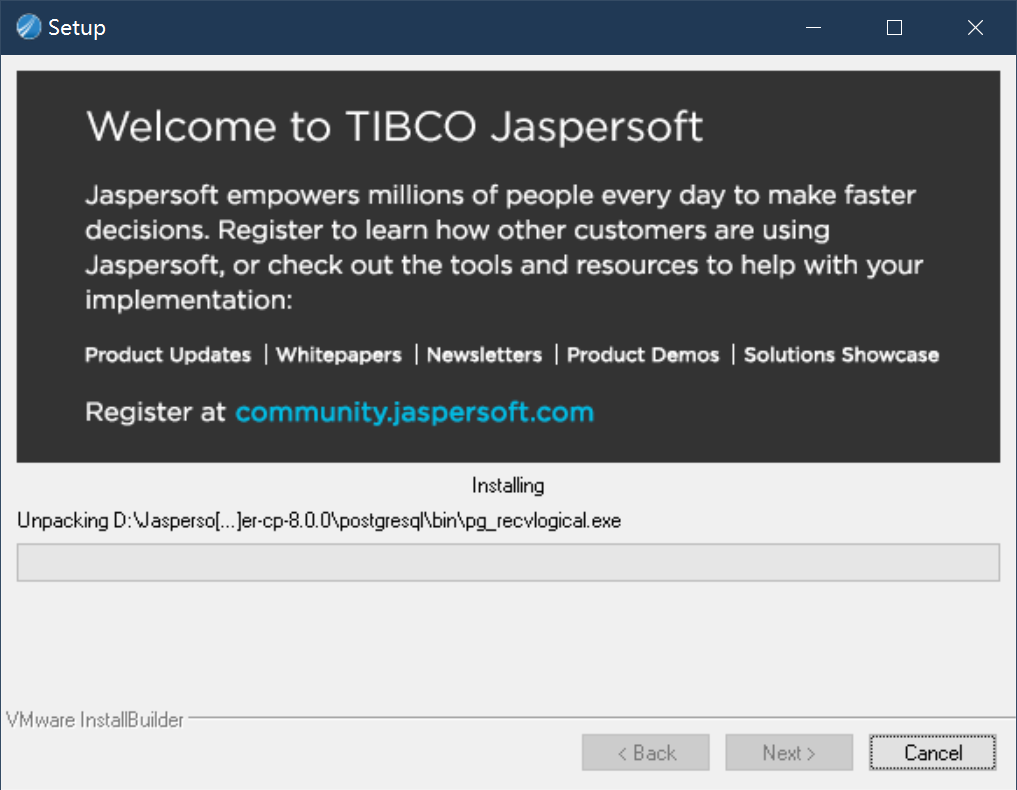 Setup
Welcome to TIBCO Jaspersoft
Jaspersoft empowers millions of people every day to make faster
decisions. Register to learn how other customers are using
Jaspersoft, or check out the tools and resources to help with your
implementation:
Product Updates | Whitepapers | Newsletters | Product Demos | Solutions Showcase
Register at community.jaspersoft.com
Installing
Unpacking D:\Jasperso[...]er-cp-8.0.0\postgresql\bin\pg_recvlogical.exe
VMware InstallBuilder
< Back Next > Cancel